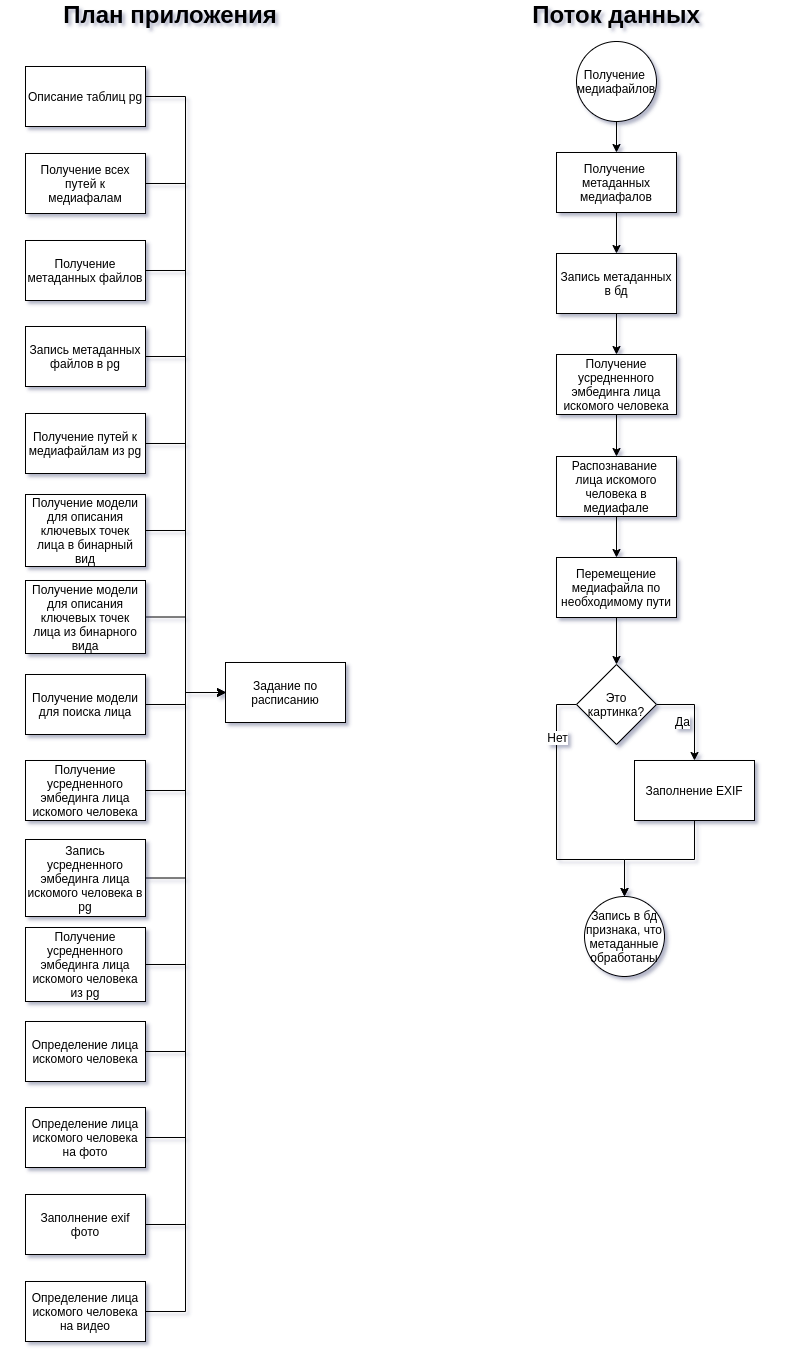 План приложения
Описание таблиц pg
Получение всех
путей к
медиафалам
Получение
метаданных файлов
Запись метаданных
файлов в pg
Получение путей к
медиафайлам из pg
Получение модели
для описания
ключевых точек
лица в бинарный
вид
Получение модели
для описания
ключевых точек
лица из бинарного
вида
Получение модели
для поиска лица
Получение
усредненного
эмбединга лица
искомого человека
Запись
усредненного
эмбединга лица
искомого человека в
pg
Получение
усредненного
эмбединга лица
искомого человека
из pg
Определение лица
искомого человека
Определение лица
искомого человека
на фото
Заполнение exif
фото
Определение лица
искомого человека
на видео
Задание по
расписанию
Поток данных
Получение
медиафайлов
Получение
метаданных
медиафалов
Запись метаданных
в бд
Получение
усредненного
эмбединга лица
искомого человека
Распознавание
лица искомого
человека в
медиафале
Перемещение
медиафайла по
необходимому пути
Это
картинка?
Нет
Да
Заполнение EXIF
Запись в бд
признака, что
метаданные
обработаны